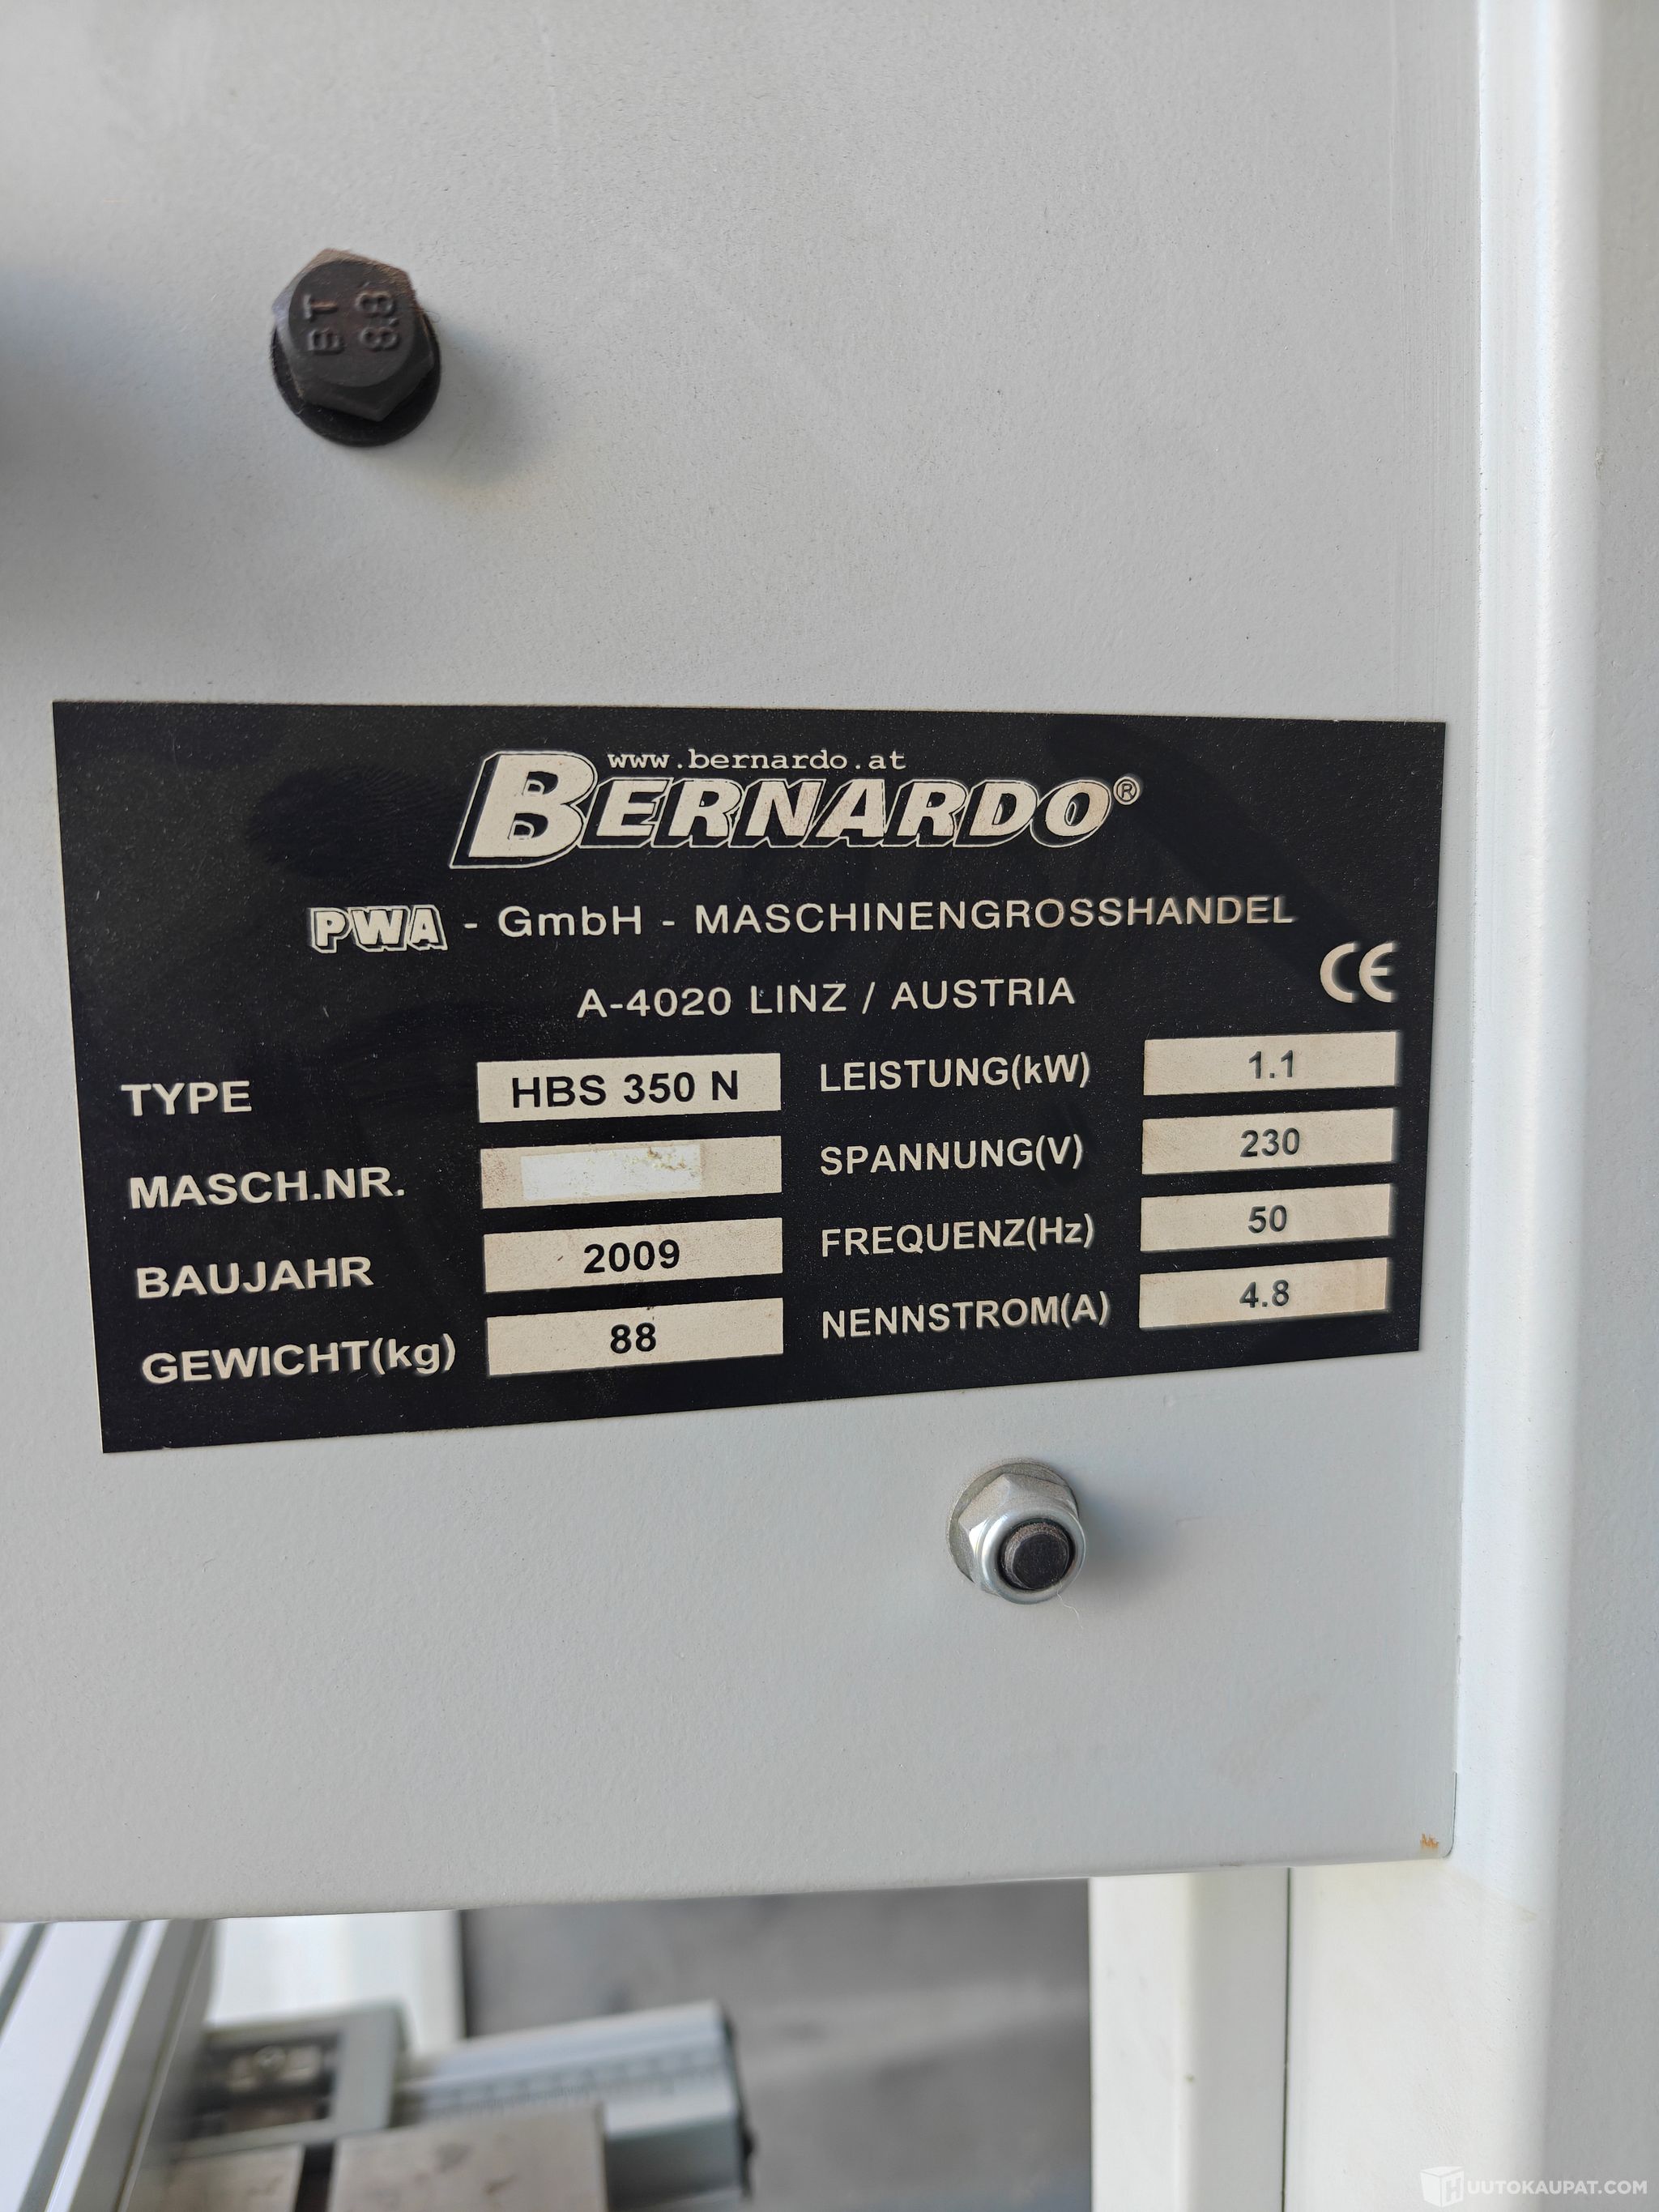 BT
8.8
www.bernardo.at
BERNARDO®
PWA - GmbH - MASCHINENGROSSHANDEL
CE
A-4020 LINZ / AUSTRIA
TYPE HBS 350 N LEISTUNG(kW) 1.1
MASCH.NR. SPANNUNG(V) 230
BAUJAHR 2009 FREQUENZ(Hz) 50
GEWICHT(kg) 88 NENNSTROM(A) 4.8
HUUTOKAUPAT.COM